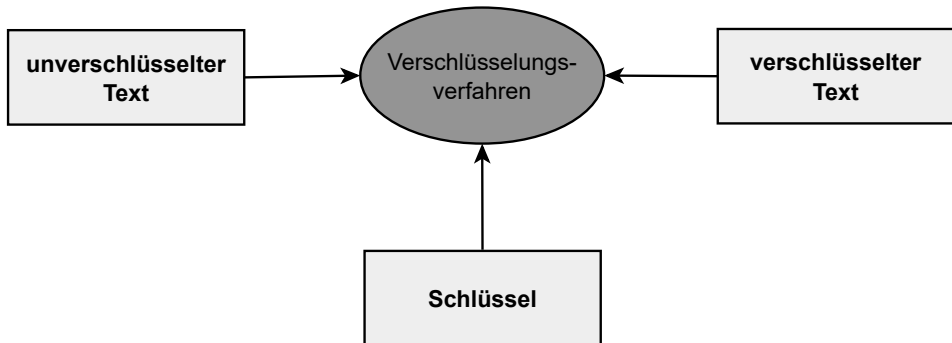 unverschlüsselter
Text
Verschlüsselungs-
verfahren
verschlüsselter
Text
Schlüssel